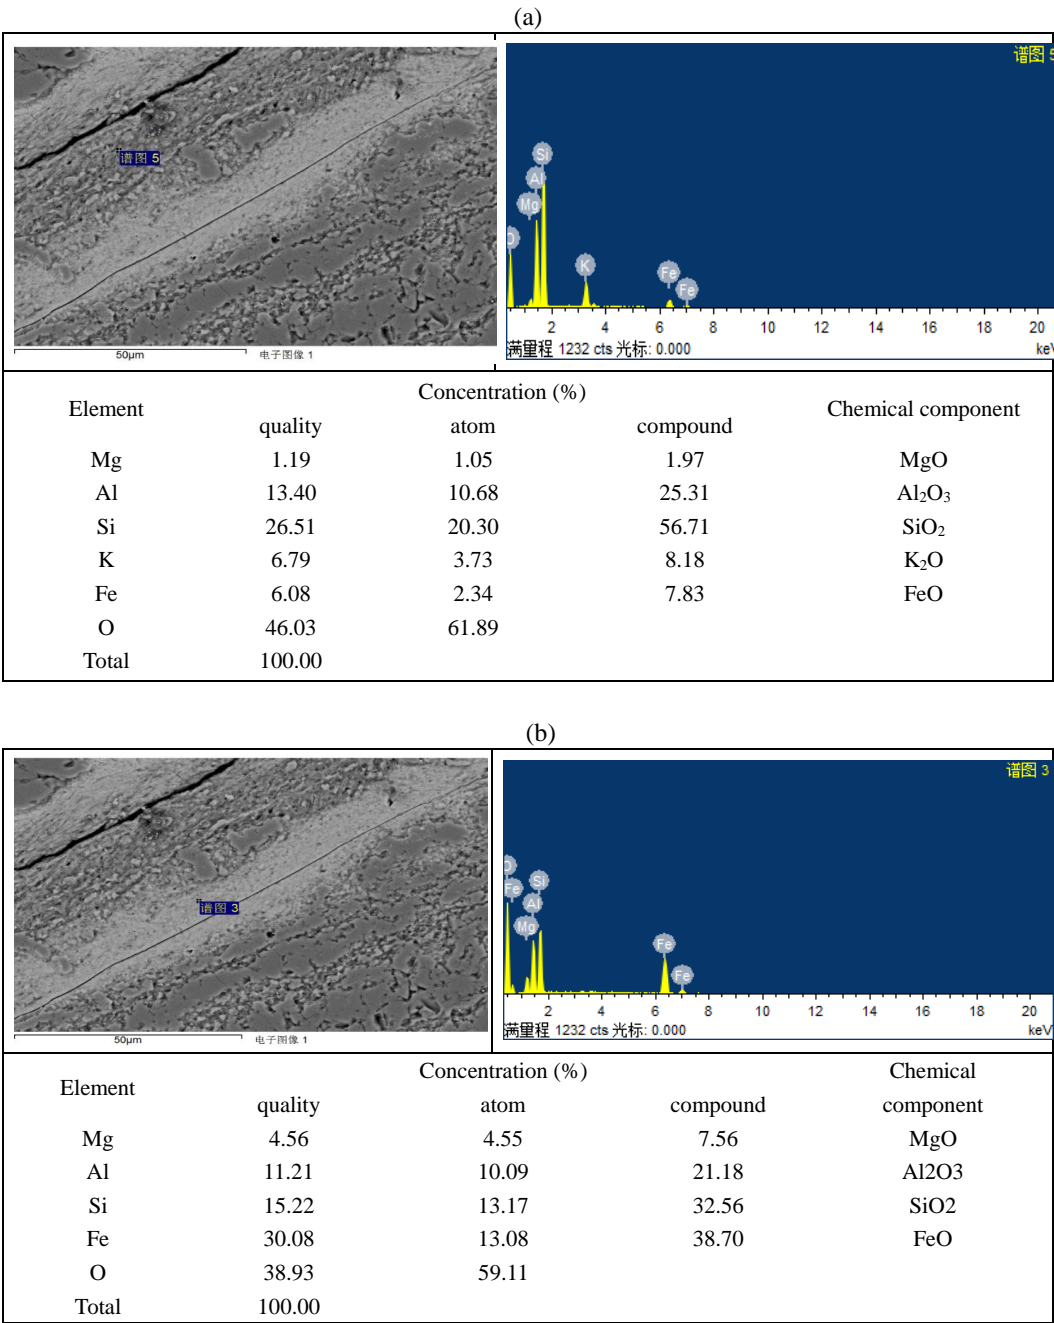 (a)
谱图 5
谱图 5
Si
Al
Mg
O
K
Fe
Fe
2 4 6 8 10 12 14 16 18 20
满里程 1232 cts 光标: 0.000 keV
50μm 电子图像 1
Element Concentration (%) Chemical component
quality atom compound
Mg 1.19 1.05 1.97 MgO
Al 13.40 10.68 25.31 Al₂O₃
Si 26.51 20.30 56.71 SiO₂
K 6.79 3.73 8.18 K₂O
Fe 6.08 2.34 7.83 FeO
O 46.03 61.89
Total 100.00
(b)
谱图 3
谱图 3
O
Si
Fe
Al
Mg
Fe
Fe
2 4 6 8 10 12 14 16 18 20
满里程 1232 cts 光标: 0.000 keV
50μm 电子图像 1
Element Concentration (%) Chemical
quality atom compound component
Mg 4.56 4.55 7.56 MgO
Al 11.21 10.09 21.18 Al2O3
Si 15.22 13.17 32.56 SiO2
Fe 30.08 13.08 38.70 FeO
O 38.93 59.11
Total 100.00